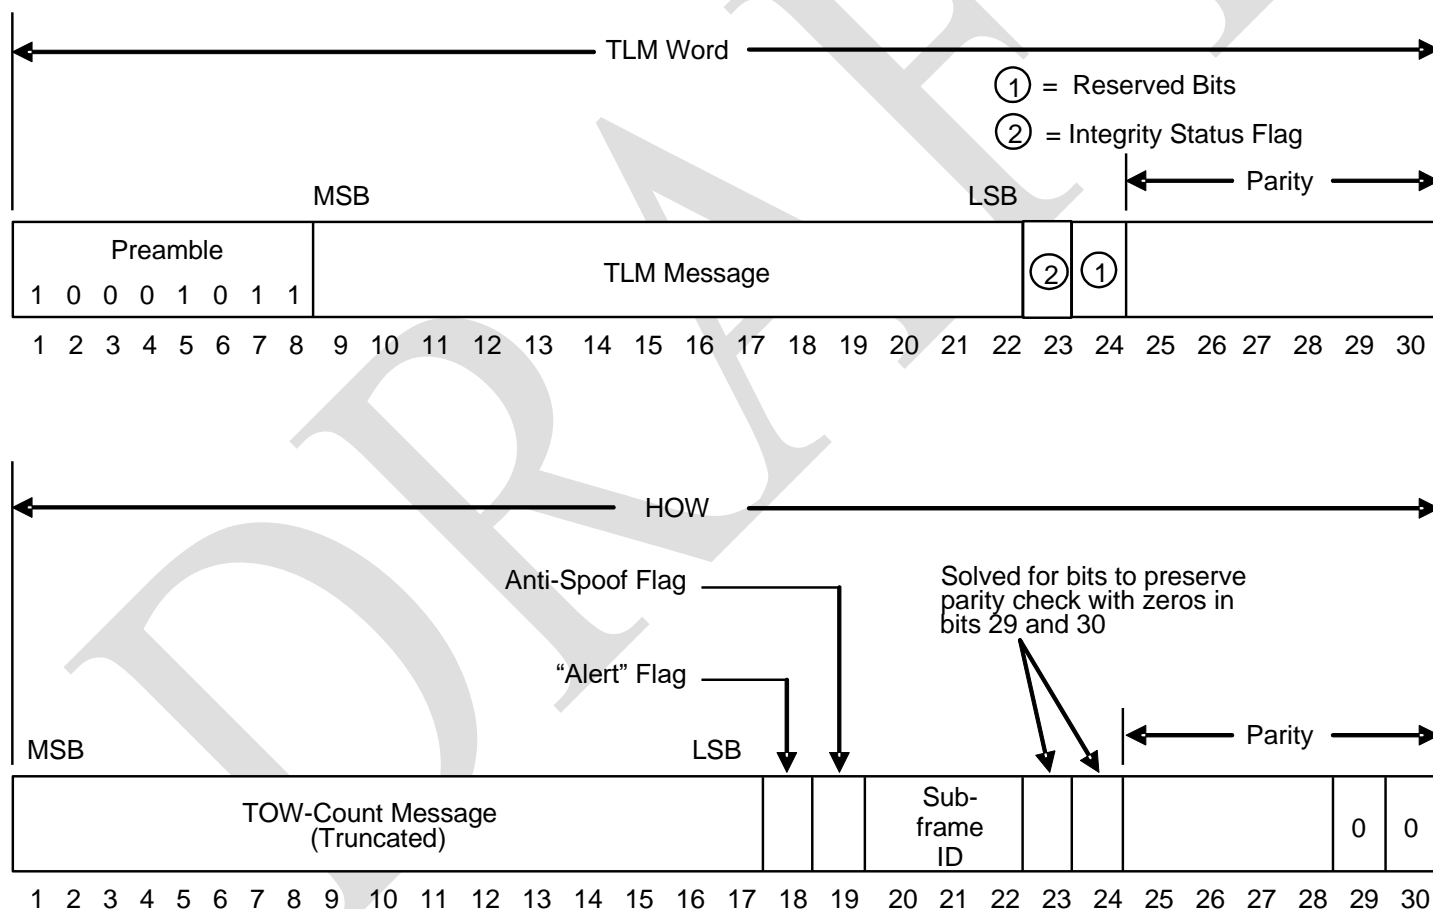 TLM Word
① = Reserved Bits
② = Integrity Status Flag
MSB LSB Parity
Preamble
1 0 0 0 1 0 1 1
TLM Message ② ①
1 2 3 4 5 6 7 8 9 10 11 12 13 14 15 16 17 18 19 20 21 22 23 24 25 26 27 28 29 30
HOW
Anti-Spoof Flag
Solved for bits to preserve
parity check with zeros in
bits 29 and 30
“Alert” Flag
MSB LSB Parity
TOW-Count Message
(Truncated)
Sub-
frame
ID
0 0
1 2 3 4 5 6 7 8 9 10 11 12 13 14 15 16 17 18 19 20 21 22 23 24 25 26 27 28 29 30
DRAF